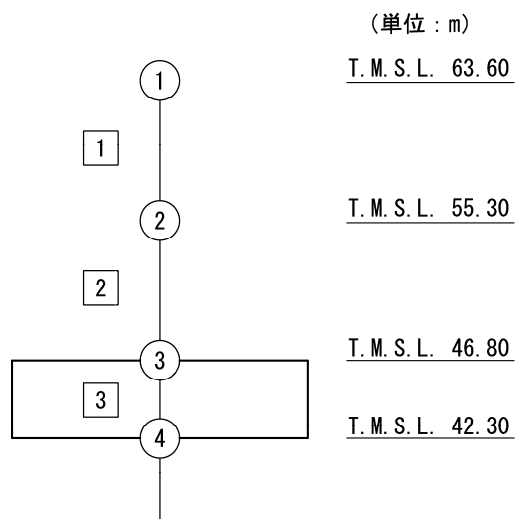 (単位：m)
① T.M.S.L. 63.60
1
② T.M.S.L. 55.30
2
③ T.M.S.L. 46.80
3
④ T.M.S.L. 42.30